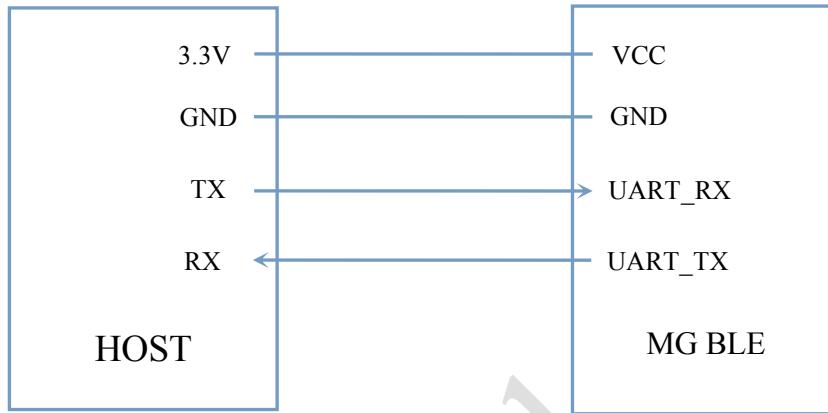 3.3V VCC
GND GND
TX UART_RX
RX UART_TX
HOST MG BLE